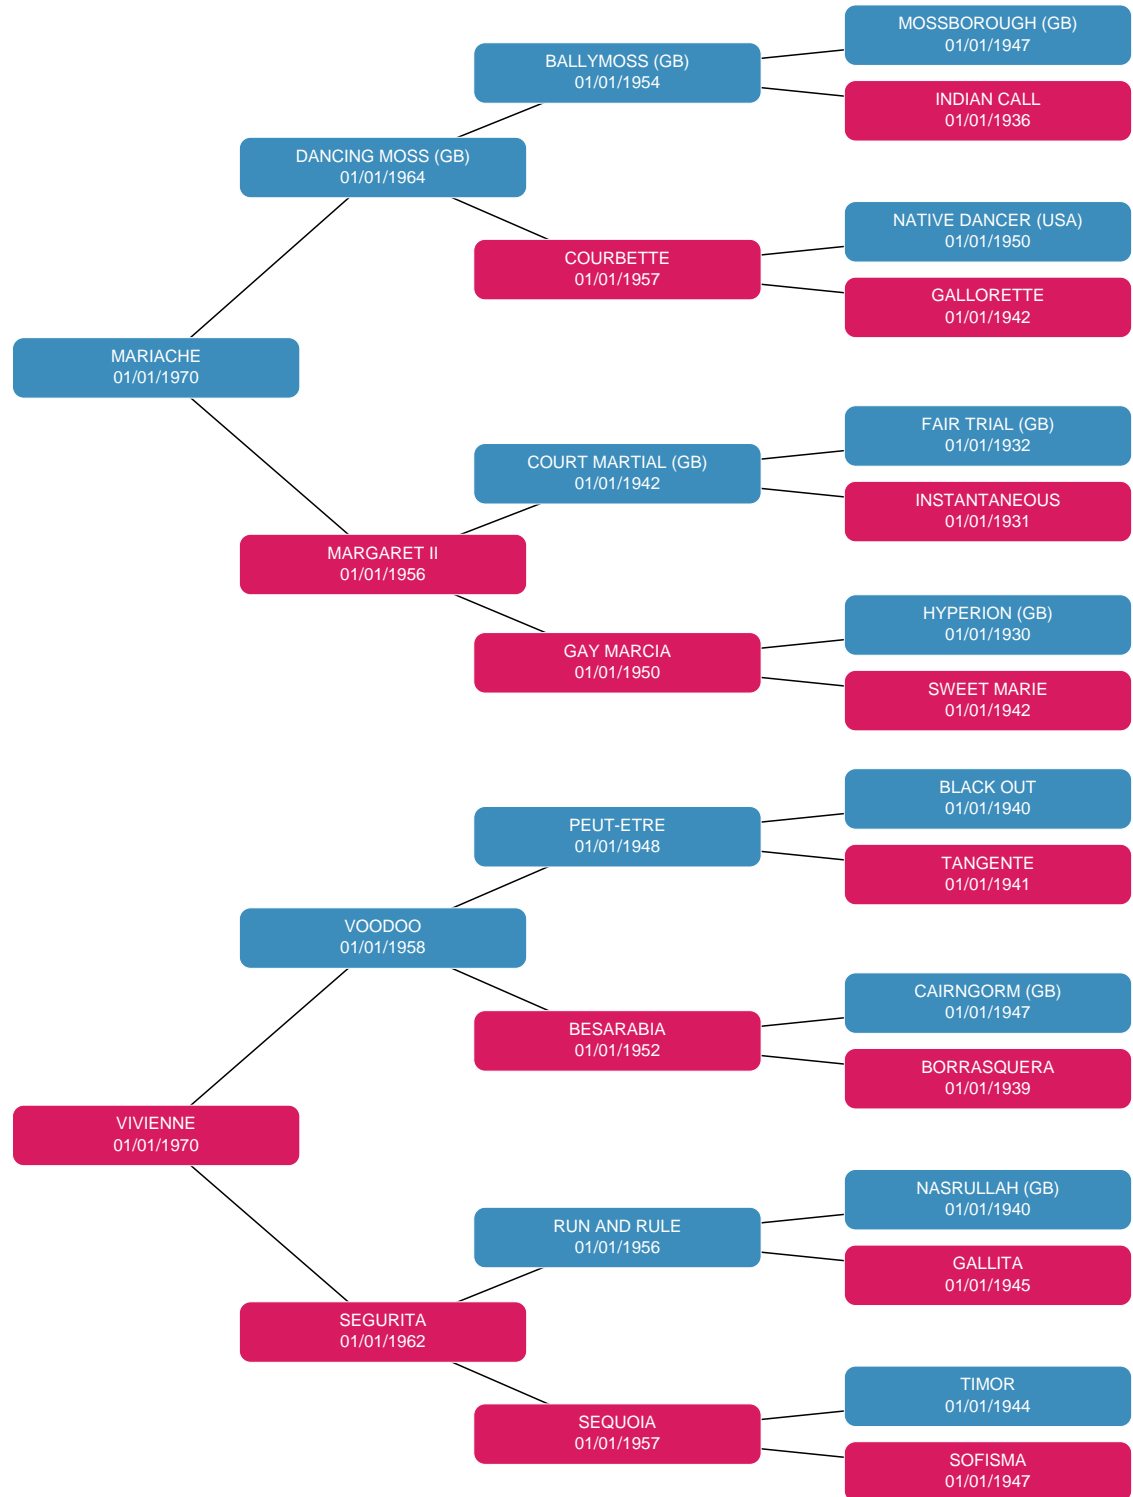 MOSSBOROUGH (GB)
01/01/1947
BALLYMOSS (GB)
01/01/1954
INDIAN CALL
01/01/1936
DANCING MOSS (GB)
01/01/1964
NATIVE DANCER (USA)
01/01/1950
COURBETTE
01/01/1957
GALLORETTE
01/01/1942
MARIACHE
01/01/1970
FAIR TRIAL (GB)
01/01/1932
COURT MARTIAL (GB)
01/01/1942
INSTANTANEOUS
01/01/1931
MARGARET II
01/01/1956
HYPERION (GB)
01/01/1930
GAY MARCIA
01/01/1950
SWEET MARIE
01/01/1942
BLACK OUT
01/01/1940
PEUT-ETRE
01/01/1948
TANGENTE
01/01/1941
VOODOO
01/01/1958
CAIRNGORM (GB)
01/01/1947
BESARABIA
01/01/1952
BORRASQUERA
01/01/1939
VIVIENNE
01/01/1970
NASRULLAH (GB)
01/01/1940
RUN AND RULE
01/01/1956
GALLITA
01/01/1945
SEGURITA
01/01/1962
TIMOR
01/01/1944
SEQUOIA
01/01/1957
SOFISMA
01/01/1947